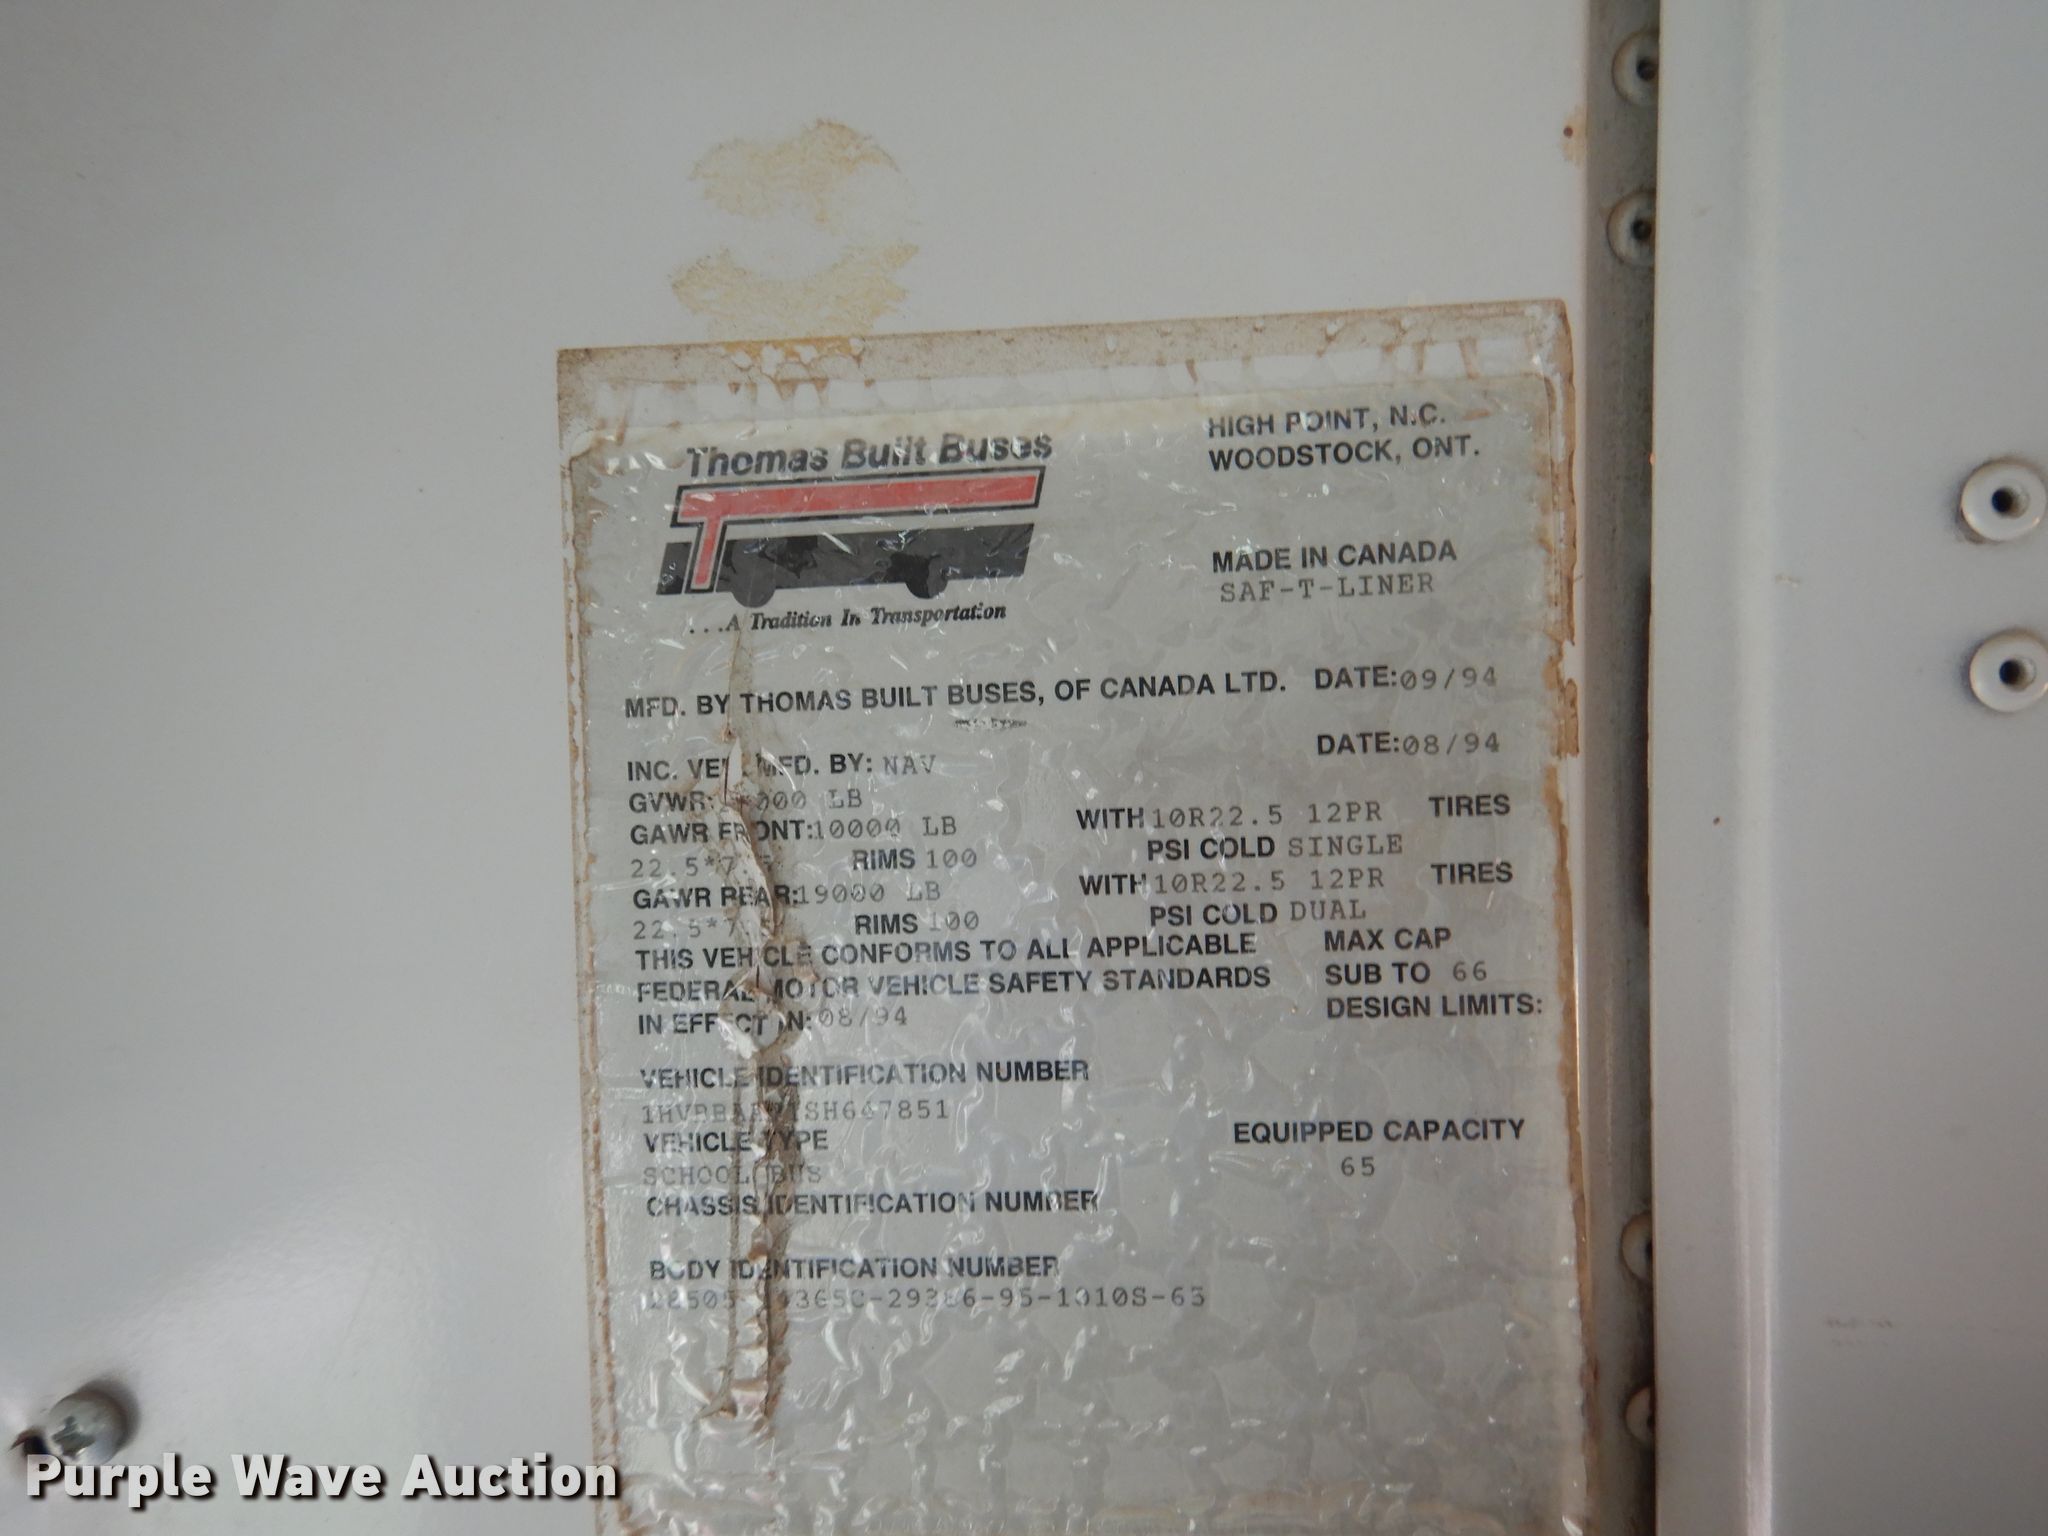 Thomas Built Buses
HIGH POINT, N.C.
WOODSTOCK, ONT.
T
MADE IN CANADA
SAF-T-LINER
...A Tradition In Transportation
MFD. BY THOMAS BUILT BUSES, OF CANADA LTD. DATE:09/94
DATE:08/94
INC. VEH. MFD. BY: NAV
GVWR: LB
GAWR FRONT:10000 LB WITH 10R22.5 12PR TIRES
RIMS 100 PSI COLD SINGLE
GAWR REAR:19000 LB WITH 10R22.5 12PR TIRES
RIMS 100 PSI COLD DUAL
THIS VEHICLE CONFORMS TO ALL APPLICABLE MAX CAP
FEDERAL MOTOR VEHICLE SAFETY STANDARDS SUB TO 66
IN EFFECT IN:08/94 DESIGN LIMITS:
VEHICLE IDENTIFICATION NUMBER
VEHICLE TYPE
EQUIPPED CAPACITY
SCHOOL BUS
65
CHASSIS IDENTIFICATION NUMBER
BODY IDENTIFICATION NUMBER
Purple Wave Auction